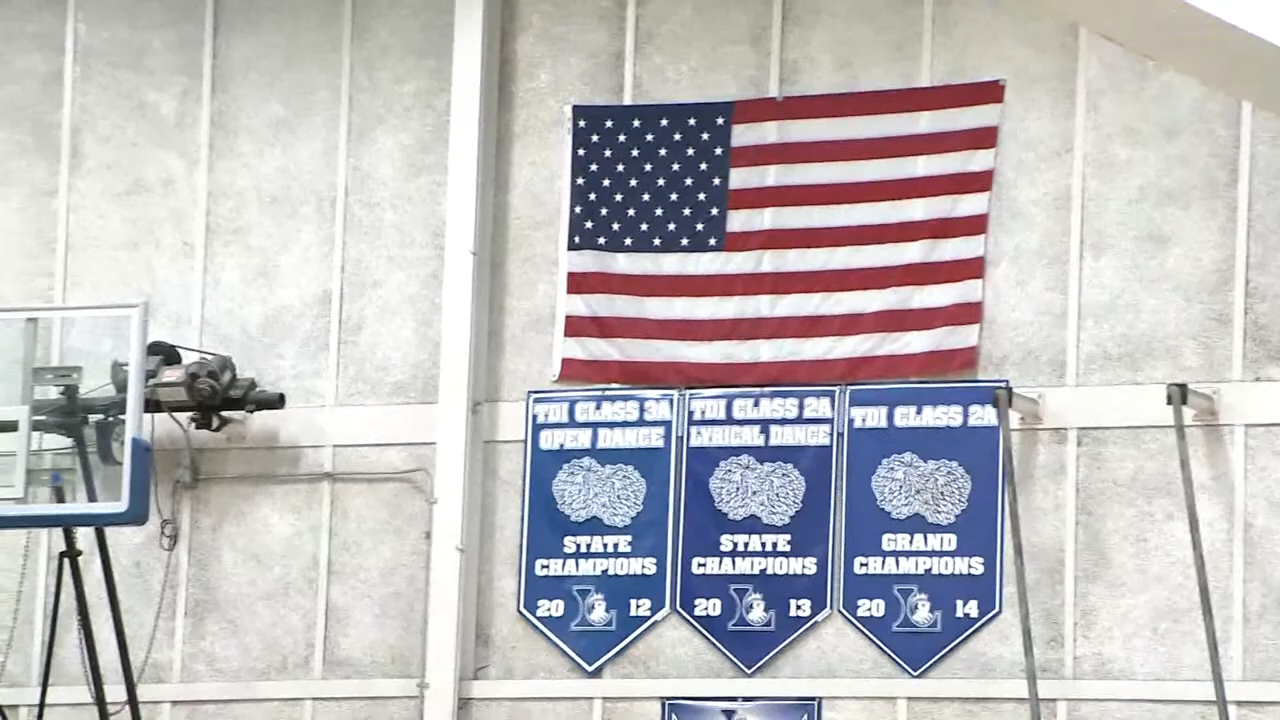 TDI CLASS 3A
OPEN DANCE
STATE
CHAMPIONS
20 L 12
TDI CLASS 2A
LYRICAL DANCE
STATE
CHAMPIONS
20 L 13
TDI CLASS 2A
GRAND
CHAMPIONS
20 L 14